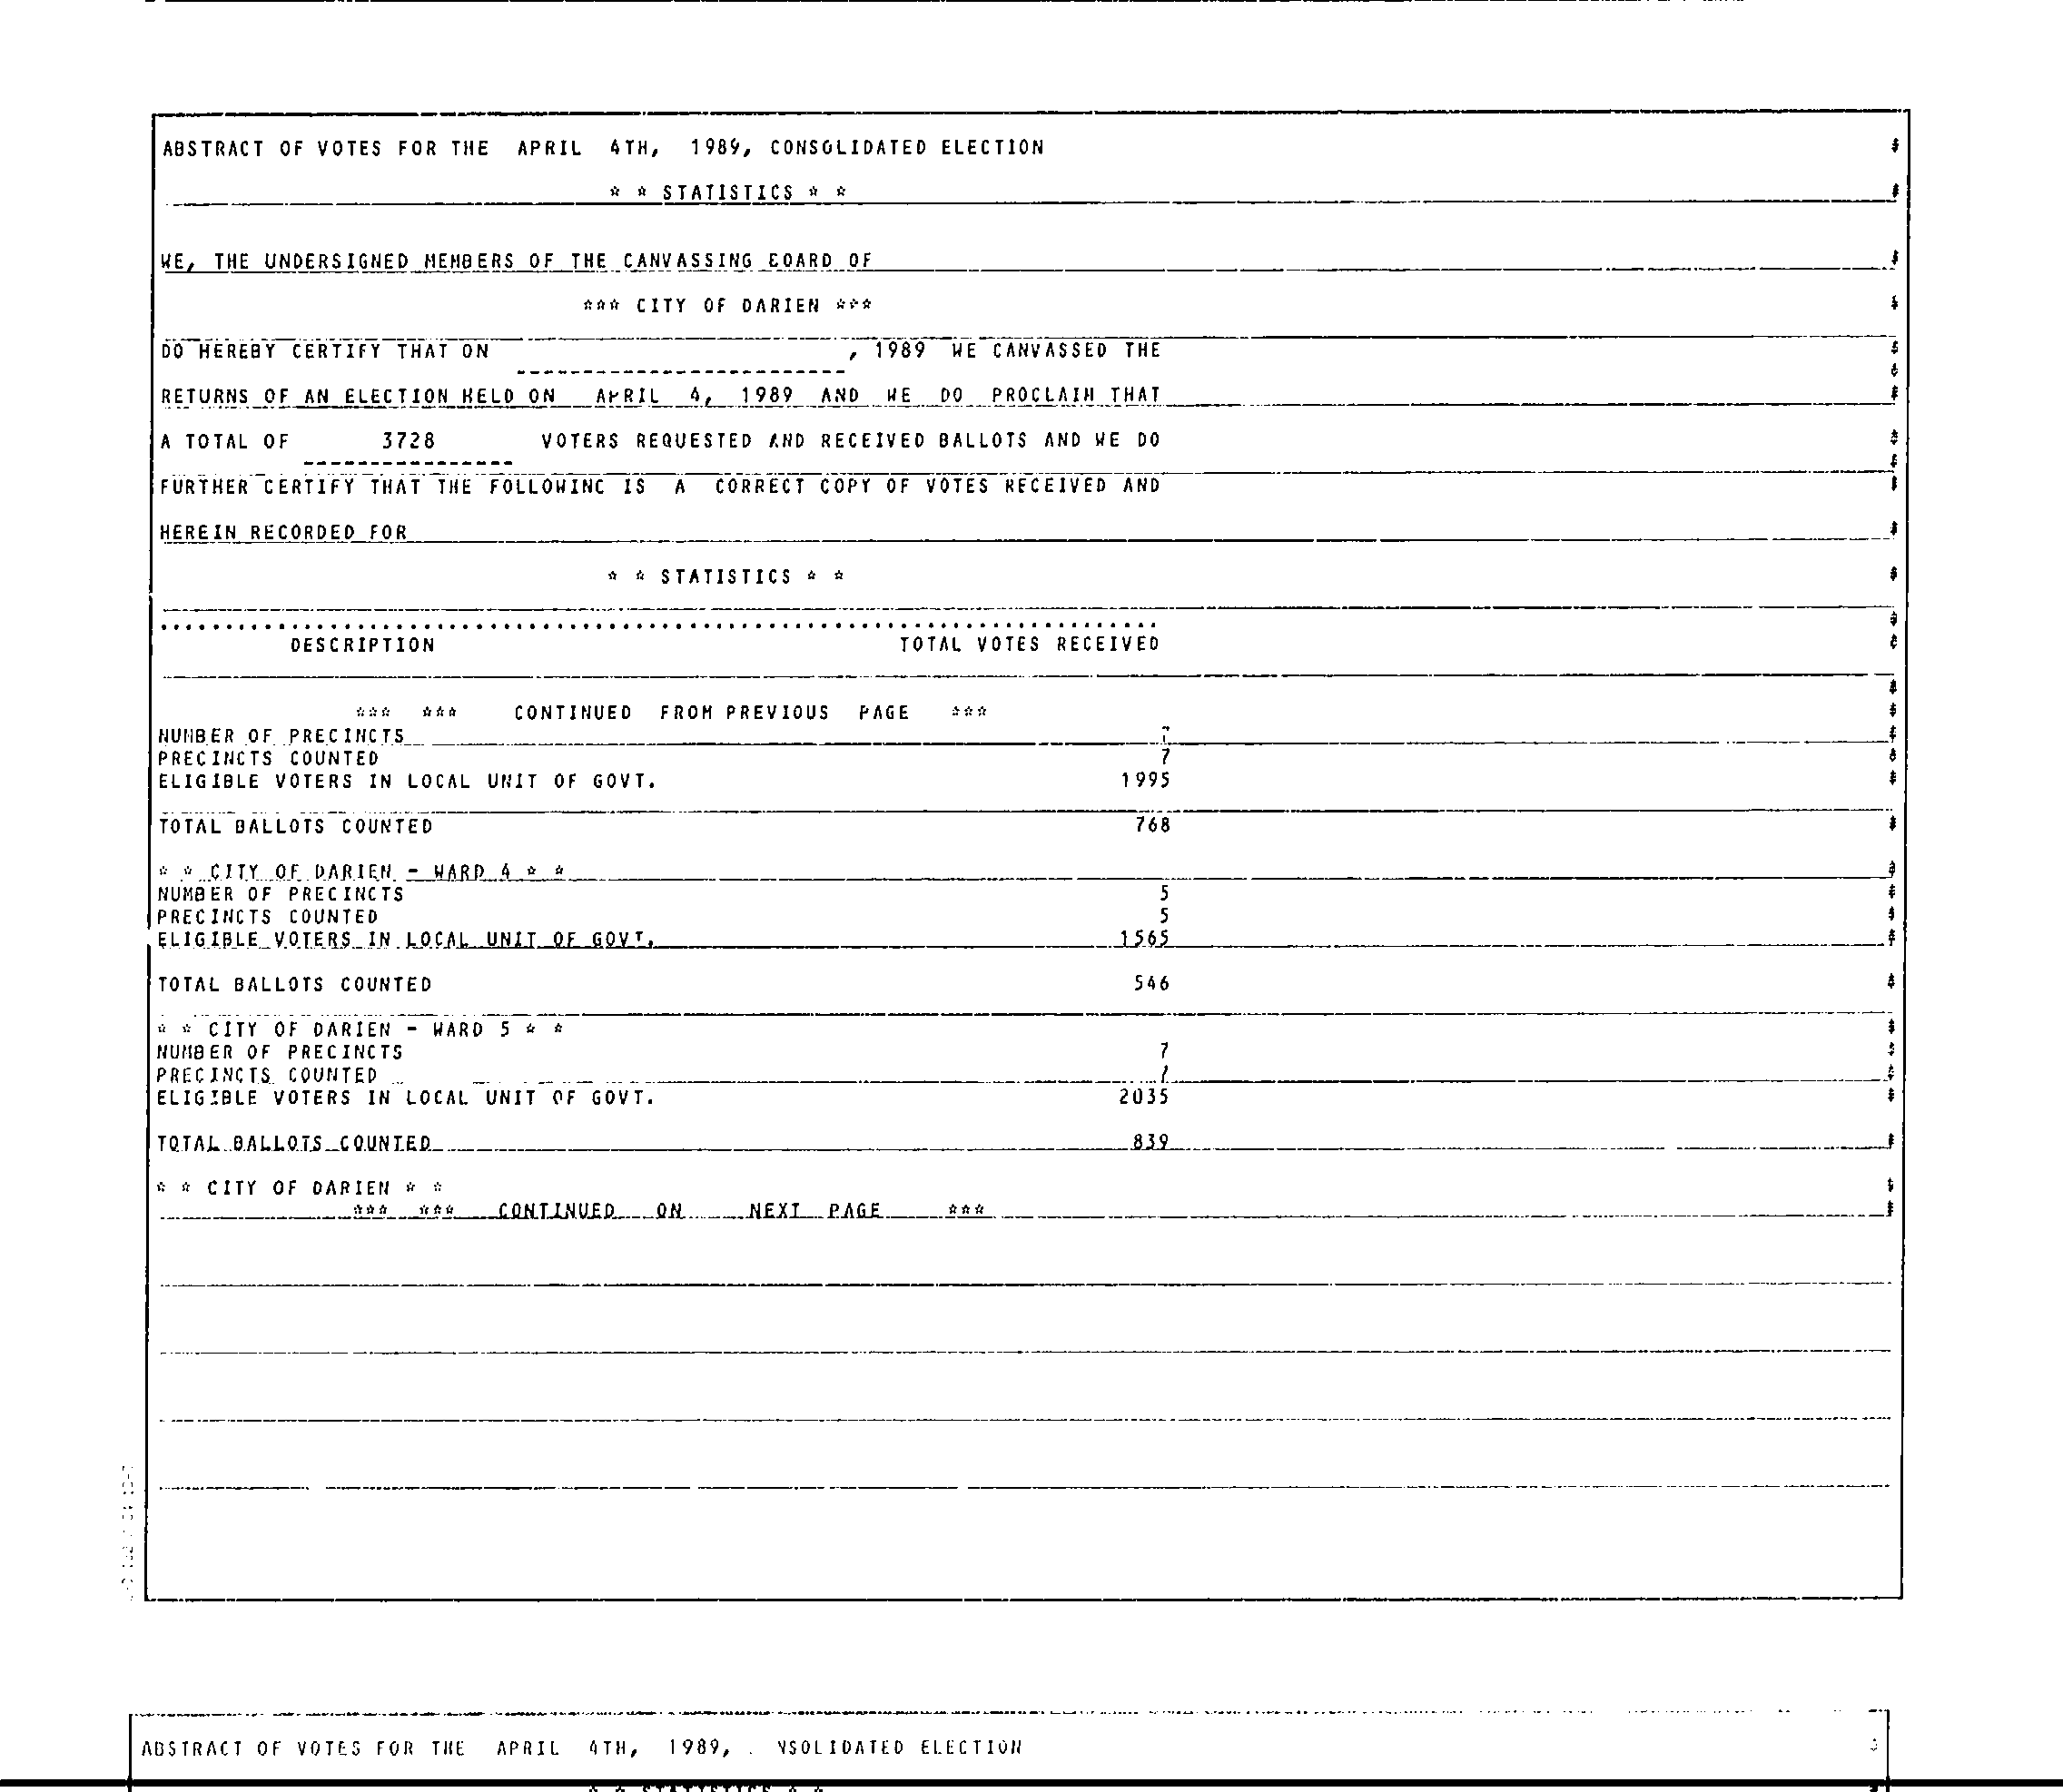 ABSTRACT OF VOTES FOR THE APRIL 4TH, 1989, CONSOLIDATED ELECTION
* * STATISTICS * *
WE, THE UNDERSIGNED MEMBERS OF THE CANVASSING BOARD OF
*** CITY OF DARIEN ***
DO HEREBY CERTIFY THAT ON , 1989 WE CANVASSED THE
RETURNS OF AN ELECTION HELD ON APRIL 4, 1989 AND WE DO PROCLAIM THAT
A TOTAL OF 3728 VOTERS REQUESTED AND RECEIVED BALLOTS AND WE DO
FURTHER CERTIFY THAT THE FOLLOWING IS A CORRECT COPY OF VOTES RECEIVED AND
HEREIN RECORDED FOR
* * STATISTICS * *
DESCRIPTION TOTAL VOTES RECEIVED
*** *** CONTINUED FROM PREVIOUS PAGE ***
NUMBER OF PRECINCTS 7
PRECINCTS COUNTED 7
ELIGIBLE VOTERS IN LOCAL UNIT OF GOVT. 1995
TOTAL BALLOTS COUNTED 768
* * CITY OF DARIEN - WARD 4 * *
NUMBER OF PRECINCTS 5
PRECINCTS COUNTED 5
ELIGIBLE VOTERS IN LOCAL UNIT OF GOVT. 1565
TOTAL BALLOTS COUNTED 546
* * CITY OF DARIEN - WARD 5 * *
NUMBER OF PRECINCTS 7
PRECINCTS COUNTED 7
ELIGIBLE VOTERS IN LOCAL UNIT OF GOVT. 2035
TOTAL BALLOTS COUNTED 839
* * CITY OF DARIEN * *
*** *** CONTINUED ON NEXT PAGE ***
ABSTRACT OF VOTES FOR THE APRIL 4TH, 1989, NSOLIDATED ELECTION
* * STATISTICS * *